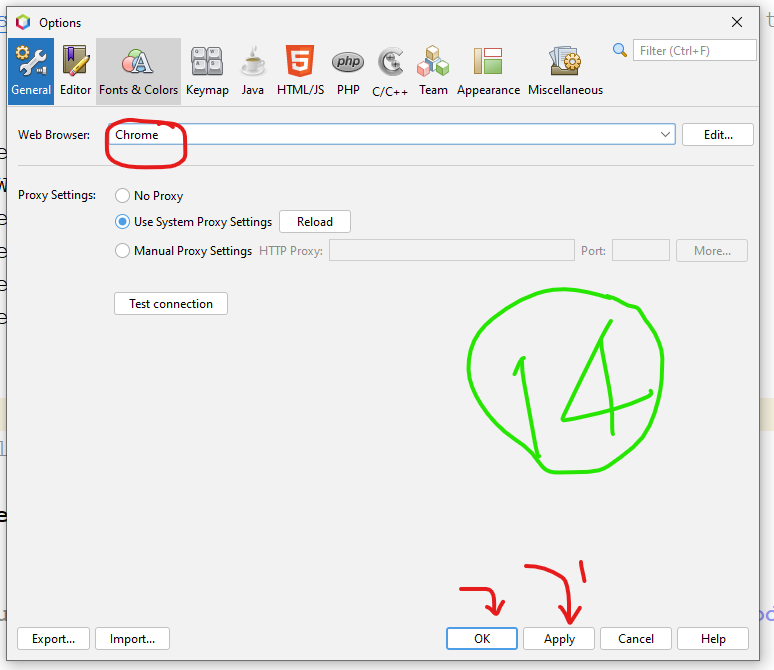 Options
Filter (Ctrl+F)
General Editor Fonts & Colors Keymap Java HTML/JS PHP C/C++ Team Appearance Miscellaneous
Web Browser: Chrome Edit...
Proxy Settings: No Proxy
Use System Proxy Settings Reload
Manual Proxy Settings HTTP Proxy: Port: More...
Test connection
14
Export... Import... OK Apply Cancel Help